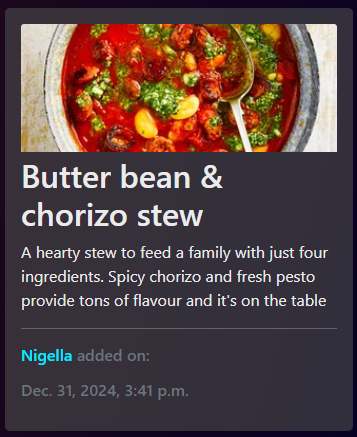 Butter bean &
chorizo stew
A hearty stew to feed a family with just four
ingredients. Spicy chorizo and fresh pesto
provide tons of flavour and it's on the table
Nigella added on:
Dec. 31, 2024, 3:41 p.m.